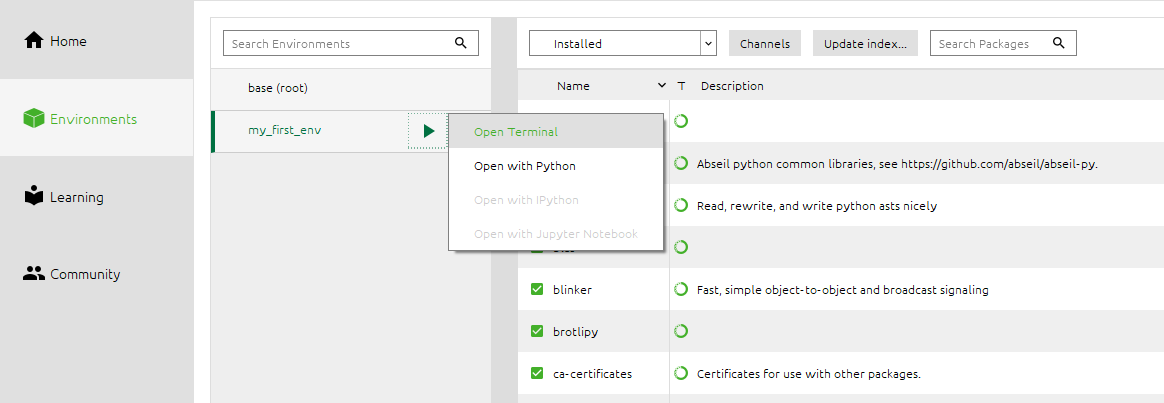 Home
Environments
Learning
Community
Search Environments
base (root)
my_first_env
Open Terminal
Open with Python
Open with IPython
Open with Jupyter Notebook
Installed
Channels
Update index...
Search Packages
Name T Description
Abseil python common libraries, see https://github.com/abseil/abseil-py.
Read, rewrite, and write python asts nicely
blinker Fast, simple object-to-object and broadcast signaling
brotlipy
ca-certificates Certificates for use with other packages.